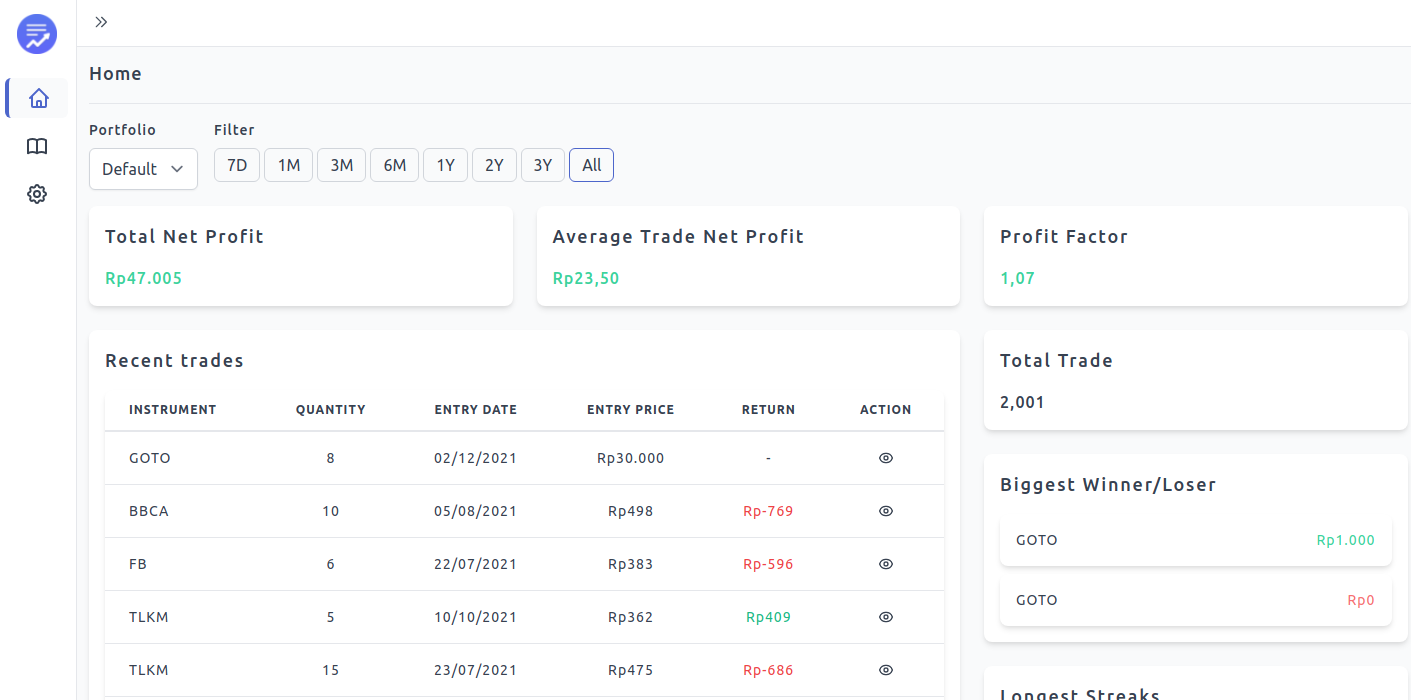 Home
Portfolio
Filter
Default
7D 1M 3M 6M 1Y 2Y 3Y All
Total Net Profit
Rp47.005
Average Trade Net Profit
Rp23,50
Profit Factor
1,07
Recent trades
INSTRUMENT QUANTITY ENTRY DATE ENTRY PRICE RETURN ACTION
GOTO 8 02/12/2021 Rp30.000 -
BBCA 10 05/08/2021 Rp498 Rp-769
FB 6 22/07/2021 Rp383 Rp-596
TLKM 5 10/10/2021 Rp362 Rp409
TLKM 15 23/07/2021 Rp475 Rp-686
Total Trade
2,001
Biggest Winner/Loser
GOTO Rp1.000
GOTO Rp0
Longest Streaks